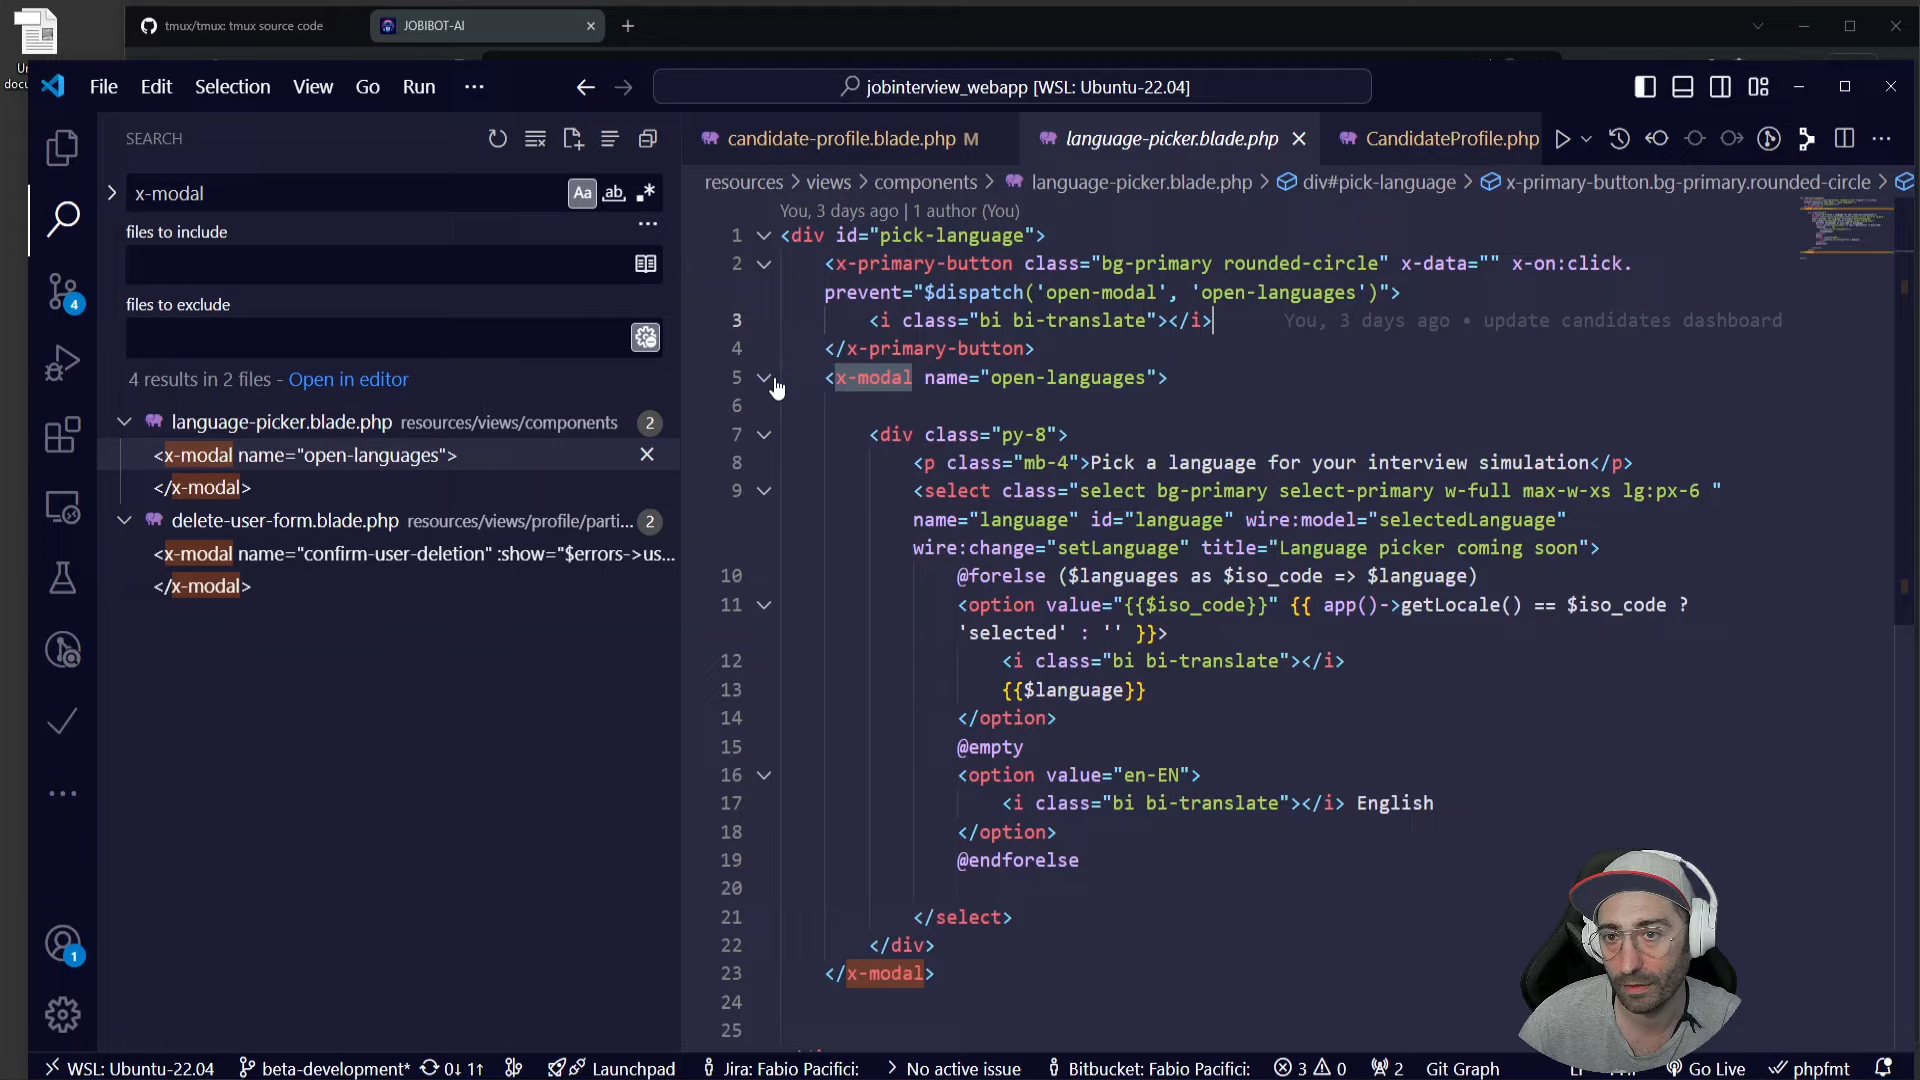 tmux/tmux: tmux source code
JOBIBOT-AI
File Edit Selection View Go Run
jobinterview_webapp [WSL: Ubuntu-22.04]
SEARCH
candidate-profile.blade.php M
language-picker.blade.php
CandidateProfile.php
x-modal
Aa
ab
resources > views > components > language-picker.blade.php > div#pick-language > x-primary-button.bg-primary.rounded-circle >
You, 3 days ago | 1 author (You)
files to include
files to exclude
4 results in 2 files - Open in editor
language-picker.blade.php resources/views/components 2
<x-modal name="open-languages">
</x-modal>
delete-user-form.blade.php resources/views/profile/parti... 2
<x-modal name="confirm-user-deletion" :show="$errors->us...
</x-modal>
4
1
1 <div id="pick-language">
2 <x-primary-button class="bg-primary rounded-circle" x-data="" x-on:click.
prevent="$dispatch('open-modal', 'open-languages')">
3 <i class="bi bi-translate"></i> You, 3 days ago • update candidates dashboard
4 </x-primary-button>
5 <x-modal name="open-languages">
6
7 <div class="py-8">
8 <p class="mb-4">Pick a language for your interview simulation</p>
9 <select class="select bg-primary select-primary w-full max-w-xs lg:px-6 "
name="language" id="language" wire:model="selectedLanguage"
wire:change="setLanguage" title="Language picker coming soon">
10 @forelse ($languages as $iso_code => $language)
11 <option value="{{$iso_code}}" {{ app()->getLocale() == $iso_code ?
'selected' : '' }}>
12 <i class="bi bi-translate"></i>
13 {{$language}}
14 </option>
15 @empty
16 <option value="en-EN">
17 <i class="bi bi-translate"></i> English
18 </option>
19 @endforelse
20
21 </select>
22 </div>
23 </x-modal>
24
25
WSL: Ubuntu-22.04 beta-development* 0↓ 1↑ Launchpad Jira: Fabio Pacifici: No active issue Bitbucket: Fabio Pacifici: 3 0 2 Git Graph Go Live phpfmt